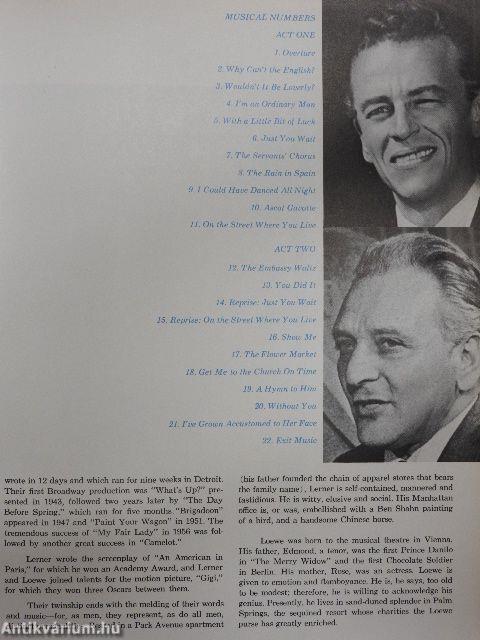 MUSICAL NUMBERS
ACT ONE
1. Overture
2. Why Can't the English?
3. Wouldn't It Be Loverly?
4. I'm an Ordinary Man
5. With a Little Bit of Luck
6. Just You Wait
7. The Servants' Chorus
8. The Rain in Spain
9. I Could Have Danced All Night
10. Ascot Gavotte
11. On the Street Where You Live
ACT TWO
12. The Embassy Waltz
13. You Did It
14. Reprise: Just You Wait
15. Reprise: On the Street Where You Live
16. Show Me
17. The Flower Market
18. Get Me to the Church On Time
19. A Hymn to Him
20. Without You
21. I've Grown Accustomed to Her Face
22. Exit Music
wrote in 12 days and which ran for nine weeks in Detroit.
Their first Broadway production was "What's Up?" pre-
sented in 1943, followed two years later by "The Day
Before Spring," which ran for five months "Brigadoon"
appeared in 1947 and "Paint Your Wagon" in 1951. The
tremendous success of "My Fair Lady" in 1956 was fol-
lowed by another great success in "Camelot."
Lerner wrote the screenplay of "An American in
Paris," for which he won an Academy Award, and Lerner
and Loewe joined talents for the motion picture, "Gigi,"
for which they won three Oscars between them.
Their twinship ends with the melding of their words
and music—for, as men, they represent, as do all men,
in a Park Avenue apartment
(his father founded the chain of apparel stores that bears
the family name), Lerner is self-contained, mannered and
fastidious. He is witty, elusive and social. His Manhattan
office is, or was, embellished with a Ben Shahn painting
of a bird, and a handsome Chinese horse.
Loewe was born to the musical theatre in Vienna.
His father, Edmond, a tenor, was the first Prince Danilo
in "The Merry Widow" and the first Chocolate Soldier
in Berlin. His mother, Rose, was an actress. Loewe
is given to emotion and flamboyance. He is, he says, too old
to be modest; therefore, he is willing to acknowledge his
genius. Presently, he lives in sand-duned splendor in Palm
Springs, the sequined resort whose charities the Loewe
purse has greatly enriched.
Antikvárium.hu